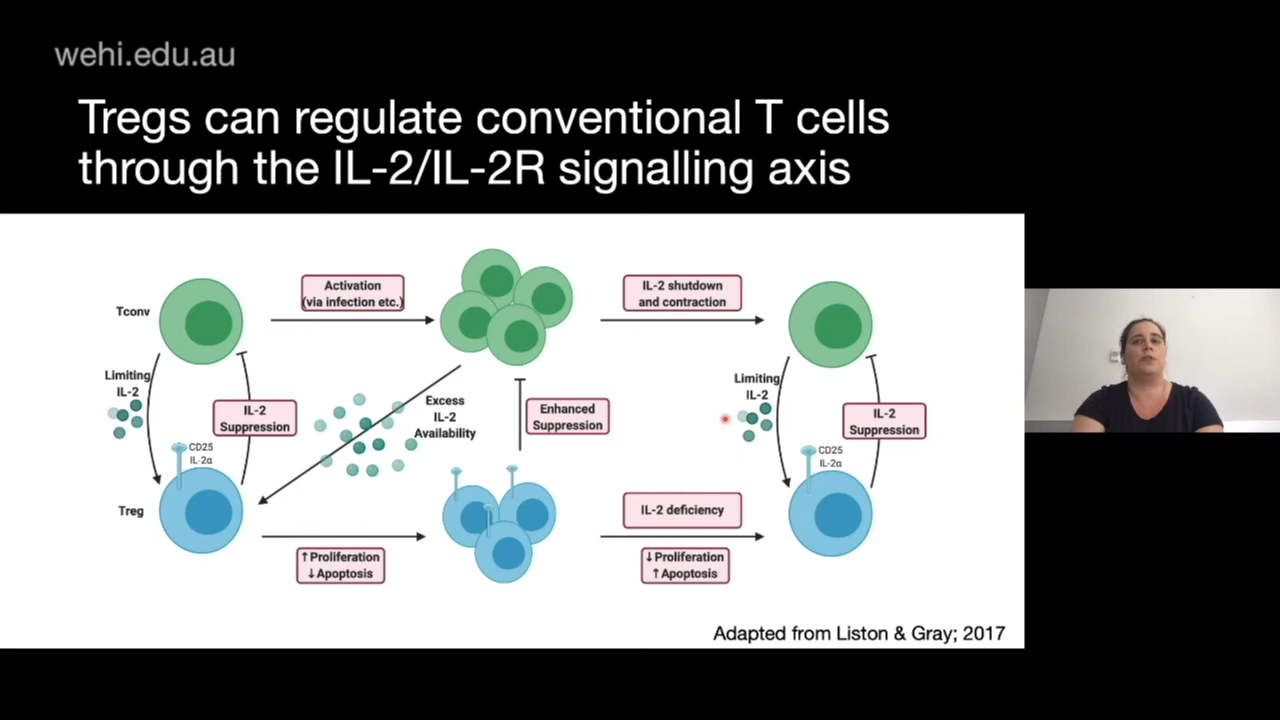 wehi.edu.au
Tregs can regulate conventional T cells
through the IL-2/IL-2R signalling axis
Tconv
Activation
(via infection etc.)
IL-2 shutdown
and contraction
Limiting
IL-2
IL-2
Suppression
CD25
IL-2α
Treg
Excess
IL-2
Availability
Enhanced
Suppression
Limiting
IL-2
IL-2
Suppression
CD25
IL-2α
↑Proliferation
↓Apoptosis
IL-2 deficiency
↓Proliferation
↑Apoptosis
Adapted from Liston & Gray; 2017